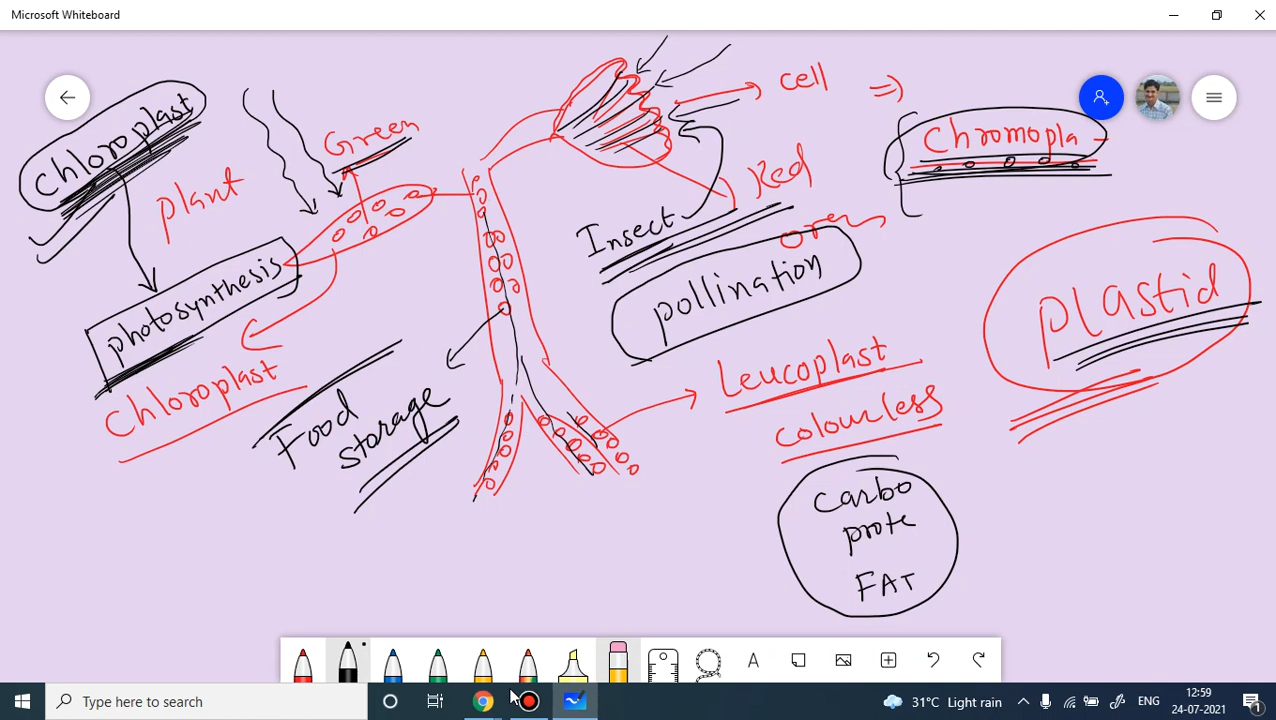 Microsoft Whiteboard
chloroplast
plant
Green
photosynthesis
chloroplast
Food
storage
cell
Chromopla
Red
Insect
pollination
plastid
Leucoplast
colourless
carbo
prote
FAT
Type here to search
31°C Light rain
ENG
12:59
24-07-2021